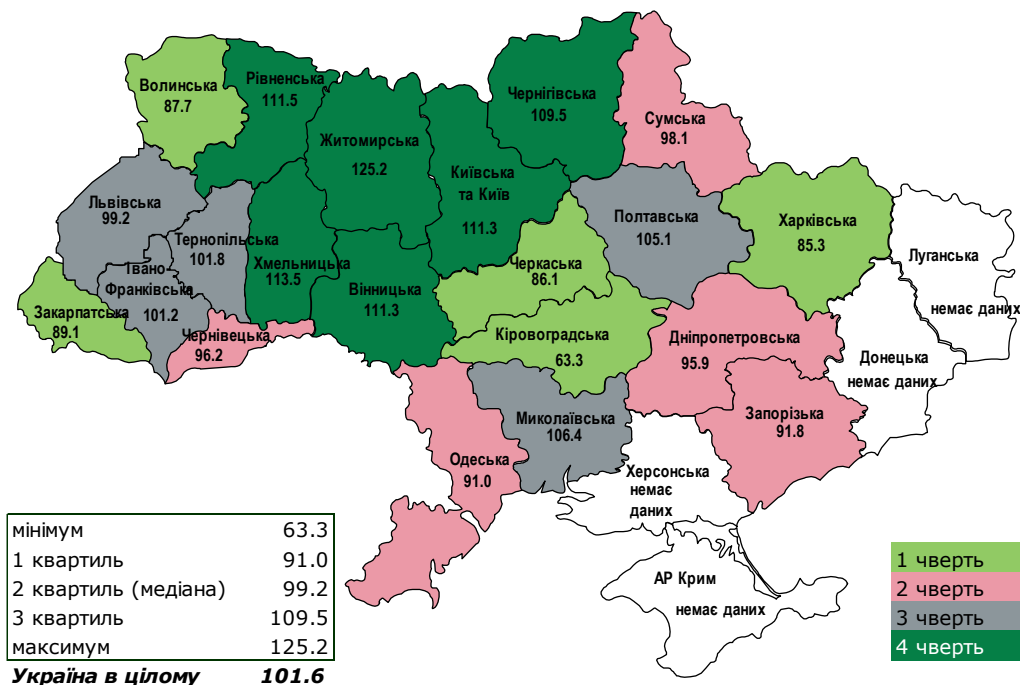 Волинська
87.7
Рівненська
111.5
Житомирська
125.2
Київська
та Київ
111.3
Чернігівська
109.5
Сумська
98.1
Львівська
99.2
Тернопільська
101.8
Хмельницька
113.5
Вінницька
111.3
Івано-
Франківська
101.2
Закарпатська
89.1
Чернівецька
96.2
Черкаська
86.1
Полтавська
105.1
Харківська
85.3
Луганська
немає даних
Кіровоградська
63.3
Дніпропетровська
95.9
Донецька
немає даних
Запорізька
91.8
Миколаївська
106.4
Одеська
91.0
Херсонська
немає
даних
АР Крим
немає даних
мінімум 63.3
1 квартиль 91.0
2 квартиль (медіана) 99.2
3 квартиль 109.5
максимум 125.2
Україна в цілому 101.6
1 чверть
2 чверть
3 чверть
4 чверть